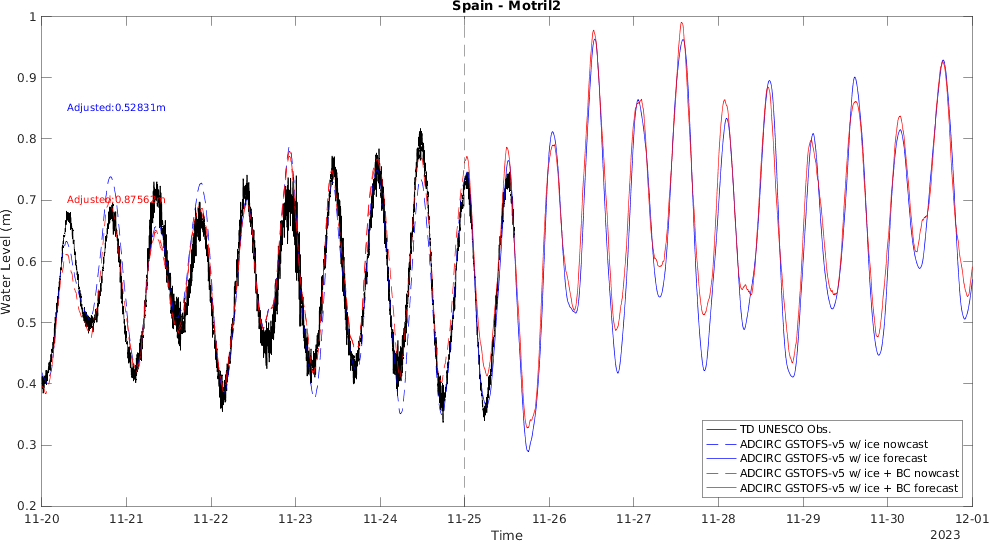 Spain - Motril2
1
0.9
0.8
0.7
0.6
0.5
0.4
0.3
0.2
Water Level (m)
Adjusted:0.52831m
TD UNESCO Obs.
ADCIRC GSTOFS-v5 w/ ice nowcast
ADCIRC GSTOFS-v5 w/ ice forecast
ADCIRC GSTOFS-v5 w/ ice + BC nowcast
ADCIRC GSTOFS-v5 w/ ice + BC forecast
11-20 11-21 11-22 11-23 11-24 11-25 11-26 11-27 11-28 11-29 11-30 12-01
Time
2023